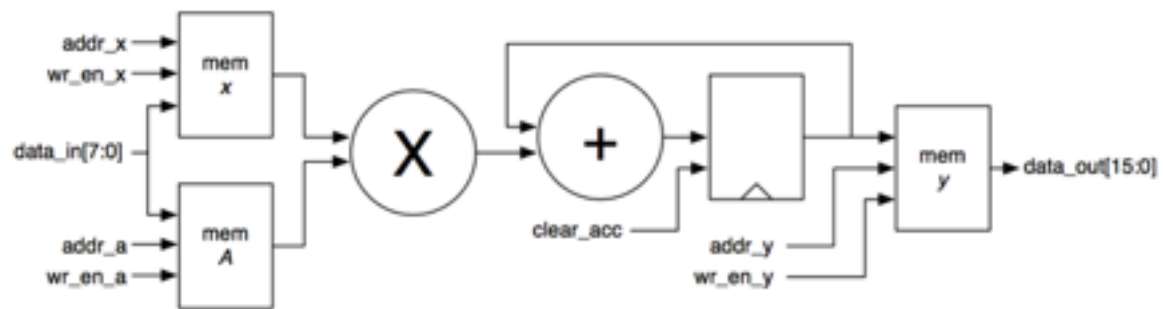 addr_x
wr_en_x
mem
x
data_in[7:0]
mem
A
addr_a
wr_en_a
X
+
clear_acc
addr_y
wr_en_y
mem
y
data_out[15:0]